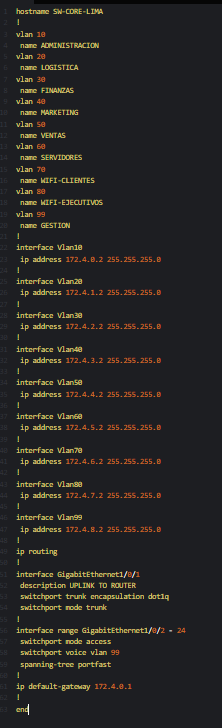 hostname SW-CORE-LIMA
!
vlan 10
 name ADMINISTRACION
vlan 20
 name LOGISTICA
vlan 30
 name FINANZAS
vlan 40
 name MARKETING
vlan 50
 name VENTAS
vlan 60
 name SERVIDORES
vlan 70
 name WIFI-CLIENTES
vlan 80
 name WIFI-EJECUTIVOS
vlan 99
 name GESTION
!
interface Vlan10
 ip address 172.4.0.2 255.255.255.0
!
interface Vlan20
 ip address 172.4.1.2 255.255.255.0
!
interface Vlan30
 ip address 172.4.2.2 255.255.255.0
!
interface Vlan40
 ip address 172.4.3.2 255.255.255.0
!
interface Vlan50
 ip address 172.4.4.2 255.255.255.0
!
interface Vlan60
 ip address 172.4.5.2 255.255.255.0
!
interface Vlan70
 ip address 172.4.6.2 255.255.255.0
!
interface Vlan80
 ip address 172.4.7.2 255.255.255.0
!
interface Vlan99
 ip address 172.4.8.2 255.255.255.0
!
ip routing
!
interface GigabitEthernet1/0/1
 description UPLINK TO ROUTER
 switchport trunk encapsulation dot1q
 switchport mode trunk
!
interface range GigabitEthernet1/0/2 - 24
 switchport mode access
 switchport voice vlan 99
 spanning-tree portfast
!
ip default-gateway 172.4.0.1
!
end